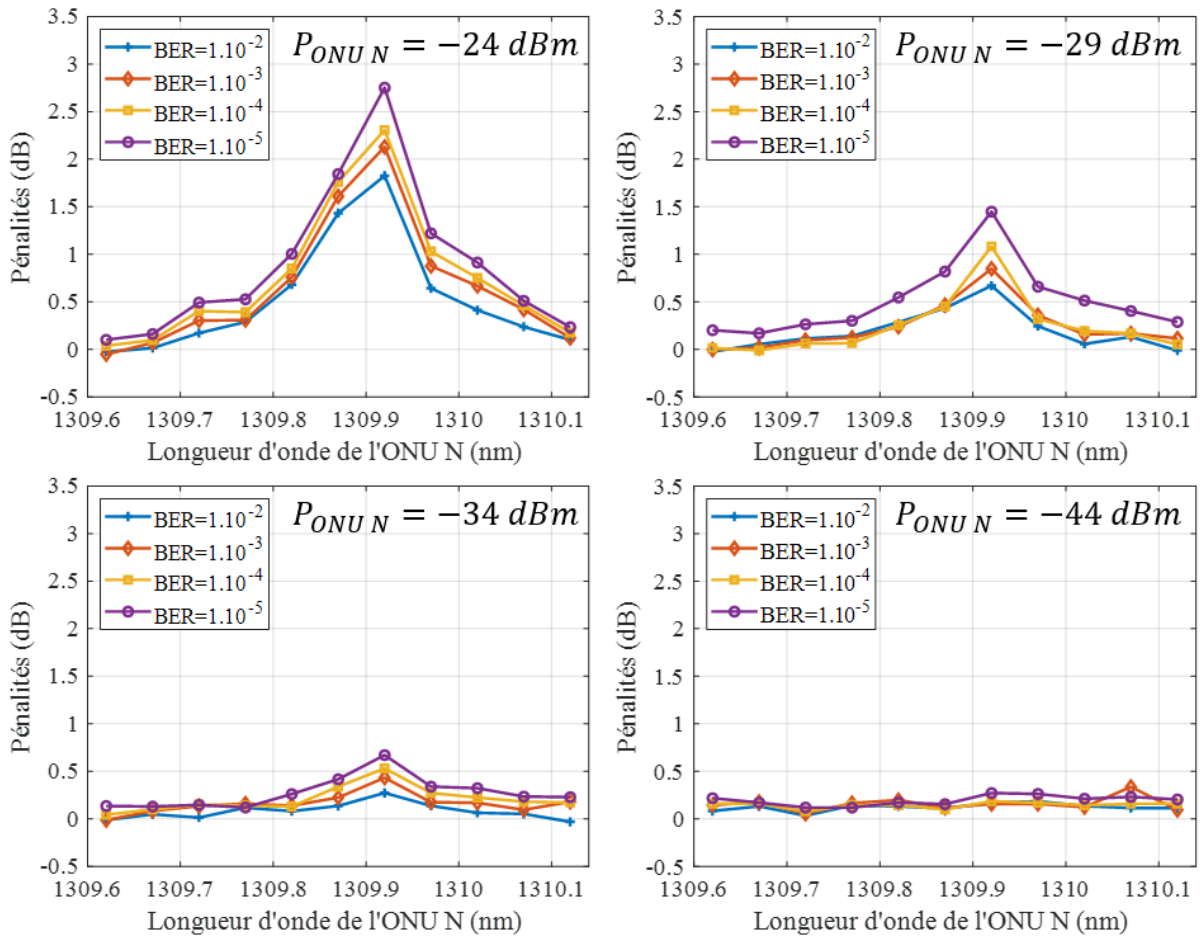 3.5
3
2.5
2
1.5
1
0.5
0
-0.5
Pénalités (dB)
BER=1.10-2
BER=1.10-3
BER=1.10-4
BER=1.10-5
P ONU N = −24 dBm
1309.6 1309.7 1309.8 1309.9 1310 1310.1
Longueur d'onde de l'ONU N (nm)
3.5
3
2.5
2
1.5
1
0.5
0
-0.5
Pénalités (dB)
BER=1.10-2
BER=1.10-3
BER=1.10-4
BER=1.10-5
P ONU N = −29 dBm
1309.6 1309.7 1309.8 1309.9 1310 1310.1
Longueur d'onde de l'ONU N (nm)
3.5
3
2.5
2
1.5
1
0.5
0
-0.5
Pénalités (dB)
BER=1.10-2
BER=1.10-3
BER=1.10-4
BER=1.10-5
P ONU N = −34 dBm
1309.6 1309.7 1309.8 1309.9 1310 1310.1
Longueur d'onde de l'ONU N (nm)
3.5
3
2.5
2
1.5
1
0.5
0
-0.5
Pénalités (dB)
BER=1.10-2
BER=1.10-3
BER=1.10-4
BER=1.10-5
P ONU N = −44 dBm
1309.6 1309.7 1309.8 1309.9 1310 1310.1
Longueur d'onde de l'ONU N (nm)